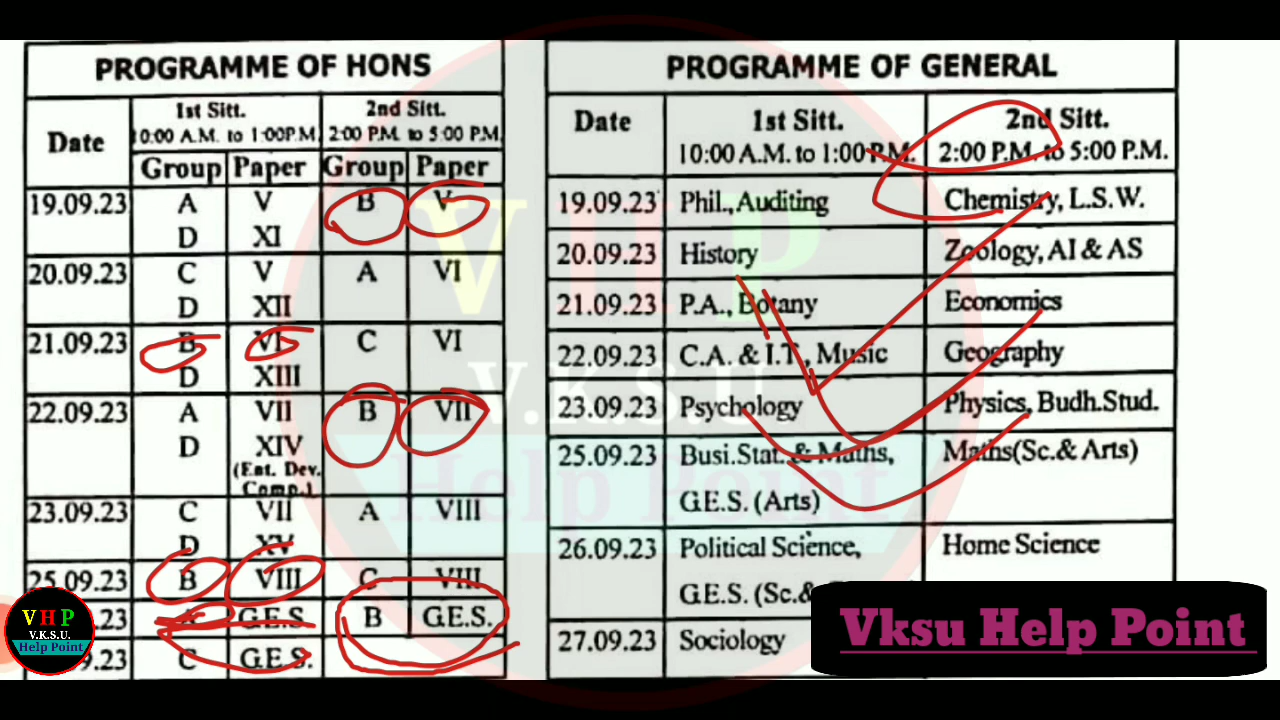 PROGRAMME OF HONS
Date
1st Sitt.
10:00 A.M. to 1:00P.M.
2nd Sitt.
2:00 P.M. to 5:00 P.M.
Group Paper Group Paper
19.09.23 A V B V
D XI
20.09.23 C V A VI
D XII
21.09.23 B VI C VI
D XIII
22.09.23 A VII B VII
D XIV
(Ent. Dev.
Comp.)
23.09.23 C VII A VIII
D XV
25.09.23 B VIII C VIII
.23 A G.E.S. B G.E.S.
9.23 C G.E.S.
PROGRAMME OF GENERAL
Date
1st Sitt.
10:00 A.M. to 1:00 P.M.
2nd Sitt.
2:00 P.M. to 5:00 P.M.
19.09.23 Phil., Auditing Chemistry, L.S.W.
20.09.23 History Zoology, AI & AS
21.09.23 P.A., Botany Economics
22.09.23 C.A. & I.T., Music Geography
23.09.23 Psychology Physics, Budh.Stud.
25.09.23 Busi.Stat. & Maths, Maths(Sc.& Arts)
G.E.S. (Arts)
26.09.23 Political Science, Home Science
G.E.S. (Sc.&
27.09.23 Sociology
VHP
V.K.S.U.
Help Point
VHP
V.K.S.U.
Help Point
Vksu Help Point